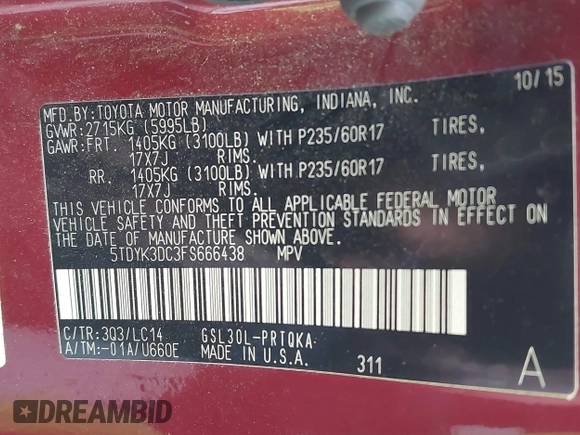 10/15
MFD.BY:TOYOTA MOTOR MANUFACTURING, INDIANA, INC.
GVWR:2715KG (5995LB)
GAWR:FRT. 1405KG (3100LB) WITH P235/60R17 TIRES,
17X7J RIMS.
RR. 1405KG (3100LB) WITH P235/60R17 TIRES,
17X7J RIMS.
THIS VEHICLE CONFORMS TO ALL APPLICABLE FEDERAL MOTOR
VEHICLE SAFETY AND THEFT PREVENTION STANDARDS IN EFFECT ON
THE DATE OF MANUFACTURE SHOWN ABOVE.
5TDYK3DC3FS666438 MPV
C/TR:3Q3/LC14 GSL30L-PRTQKA
A/TM:-01A/U660E MADE IN U.S.A.
311
A
DREAMBID